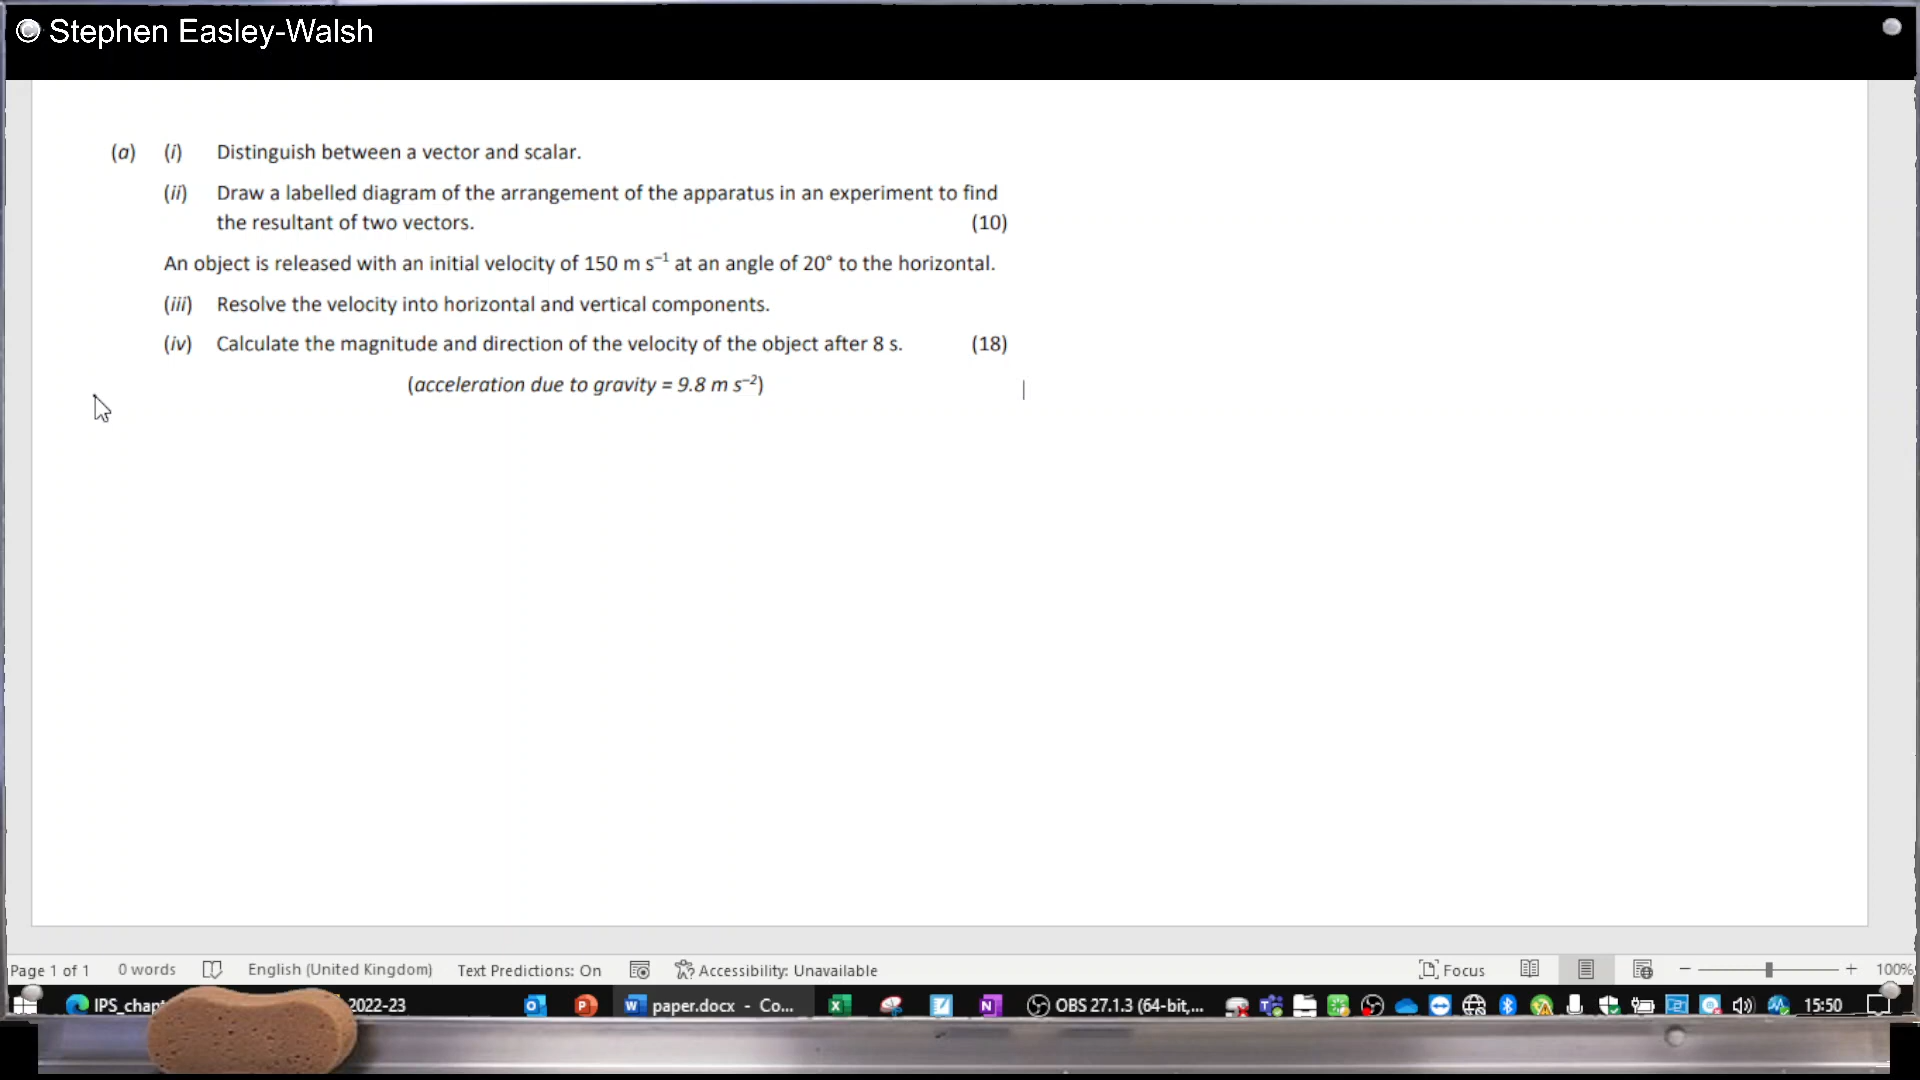 Stephen Easley-Walsh
(a) (i) Distinguish between a vector and scalar.
(ii) Draw a labelled diagram of the arrangement of the apparatus in an experiment to find
the resultant of two vectors. (10)
An object is released with an initial velocity of 150 m s⁻¹ at an angle of 20° to the horizontal.
(iii) Resolve the velocity into horizontal and vertical components.
(iv) Calculate the magnitude and direction of the velocity of the object after 8 s. (18)
(acceleration due to gravity = 9.8 m s⁻²)
Page 1 of 1 0 words English (United Kingdom) Text Predictions: On Accessibility: Unavailable Focus 100%
IPS_chap 2022-23 paper.docx - Co... OBS 27.1.3 (64-bit,... 15:50